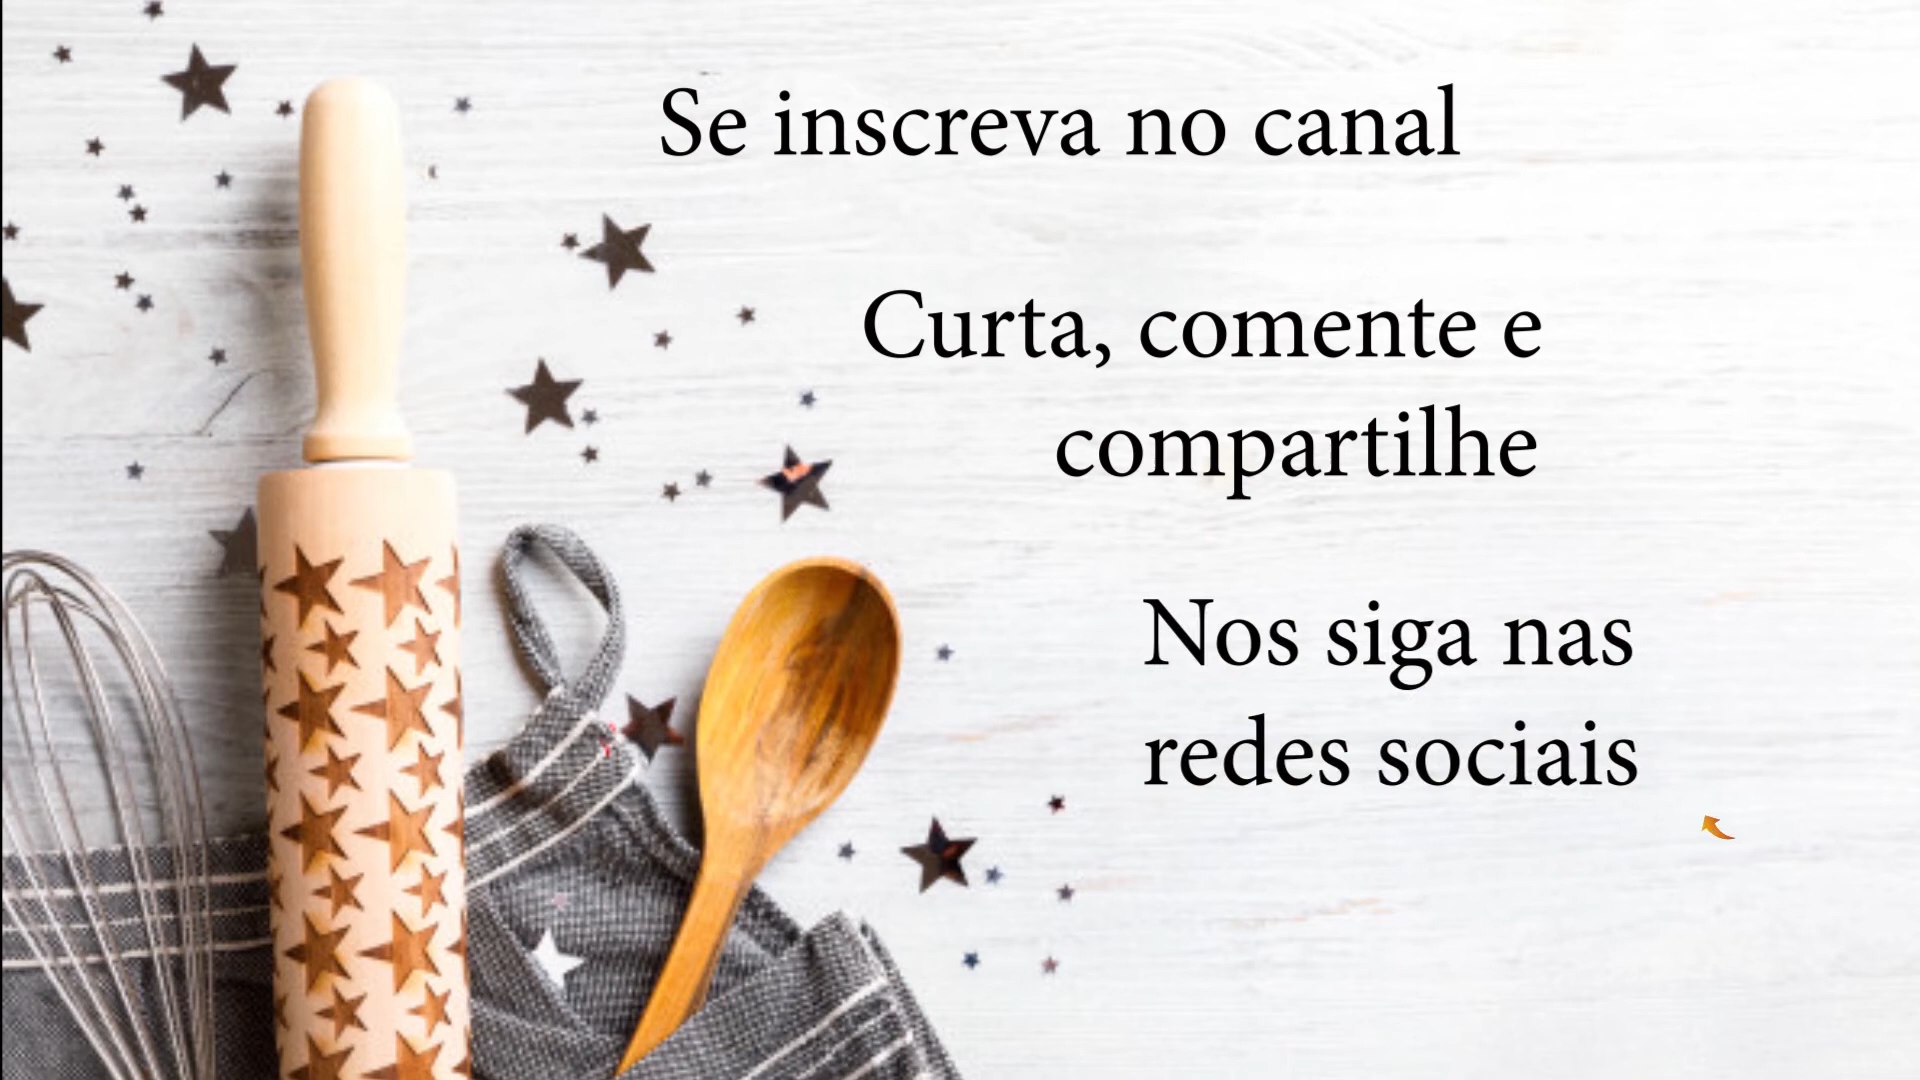 Se inscreva no canal
Curta, comente e
compartilhe
Nos siga nas
redes sociais